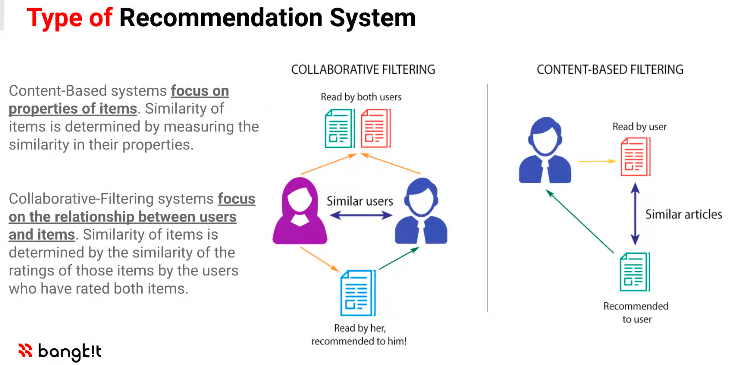 Type of Recommendation System
Content-Based systems focus on
properties of items. Similarity of
items is determined by measuring the
similarity in their properties.
Collaborative-Filtering systems focus
on the relationship between users
and items. Similarity of items is
determined by the similarity of the
ratings of those items by the users
who have rated both items.
COLLABORATIVE FILTERING
Read by both users
Similar users
Read by her,
recommended to him!
CONTENT-BASED FILTERING
Read by user
Similar articles
Recommended
to user
bangk!t